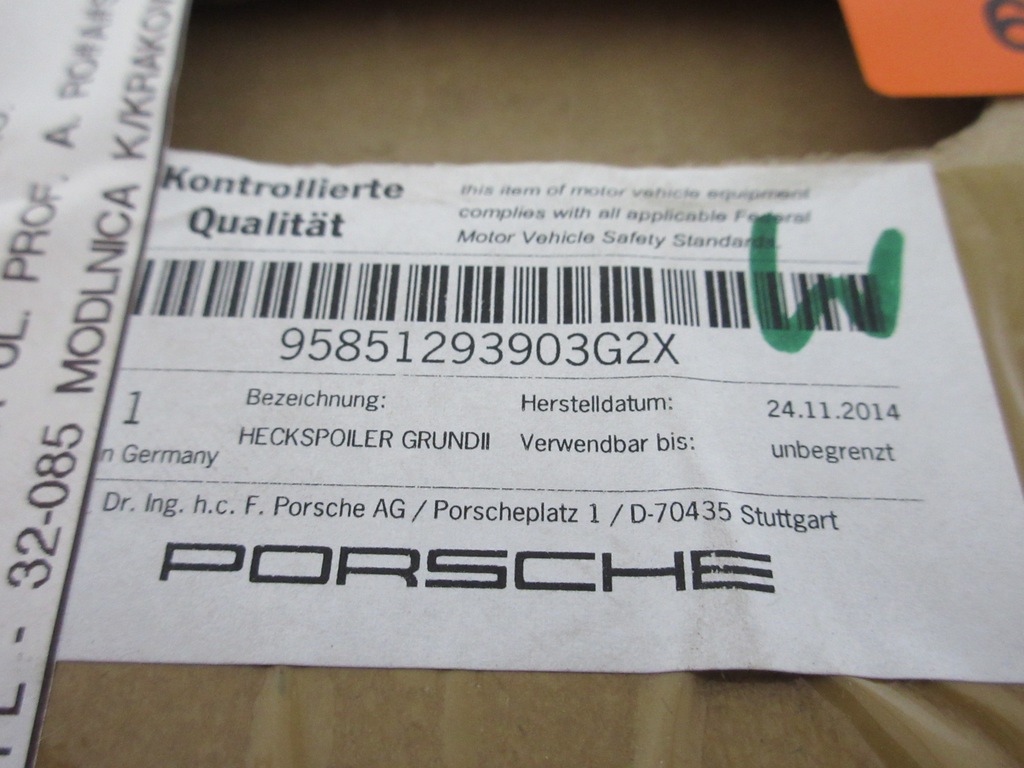 Kontrollierte
Qualität
this item of motor vehicle equipment
complies with all applicable Federal
Motor Vehicle Safety Standards.
W
95851293903G2X
1
Bezeichnung:
Herstelldatum:
24.11.2014
HECKSPOILER GRUNDII
Verwendbar bis:
unbegrenzt
n Germany
Dr. Ing. h.c. F. Porsche AG / Porscheplatz 1 / D-70435 Stuttgart
PORSCHE
UL. PROF. A.
32-085 MODLNICA K/KRAKO